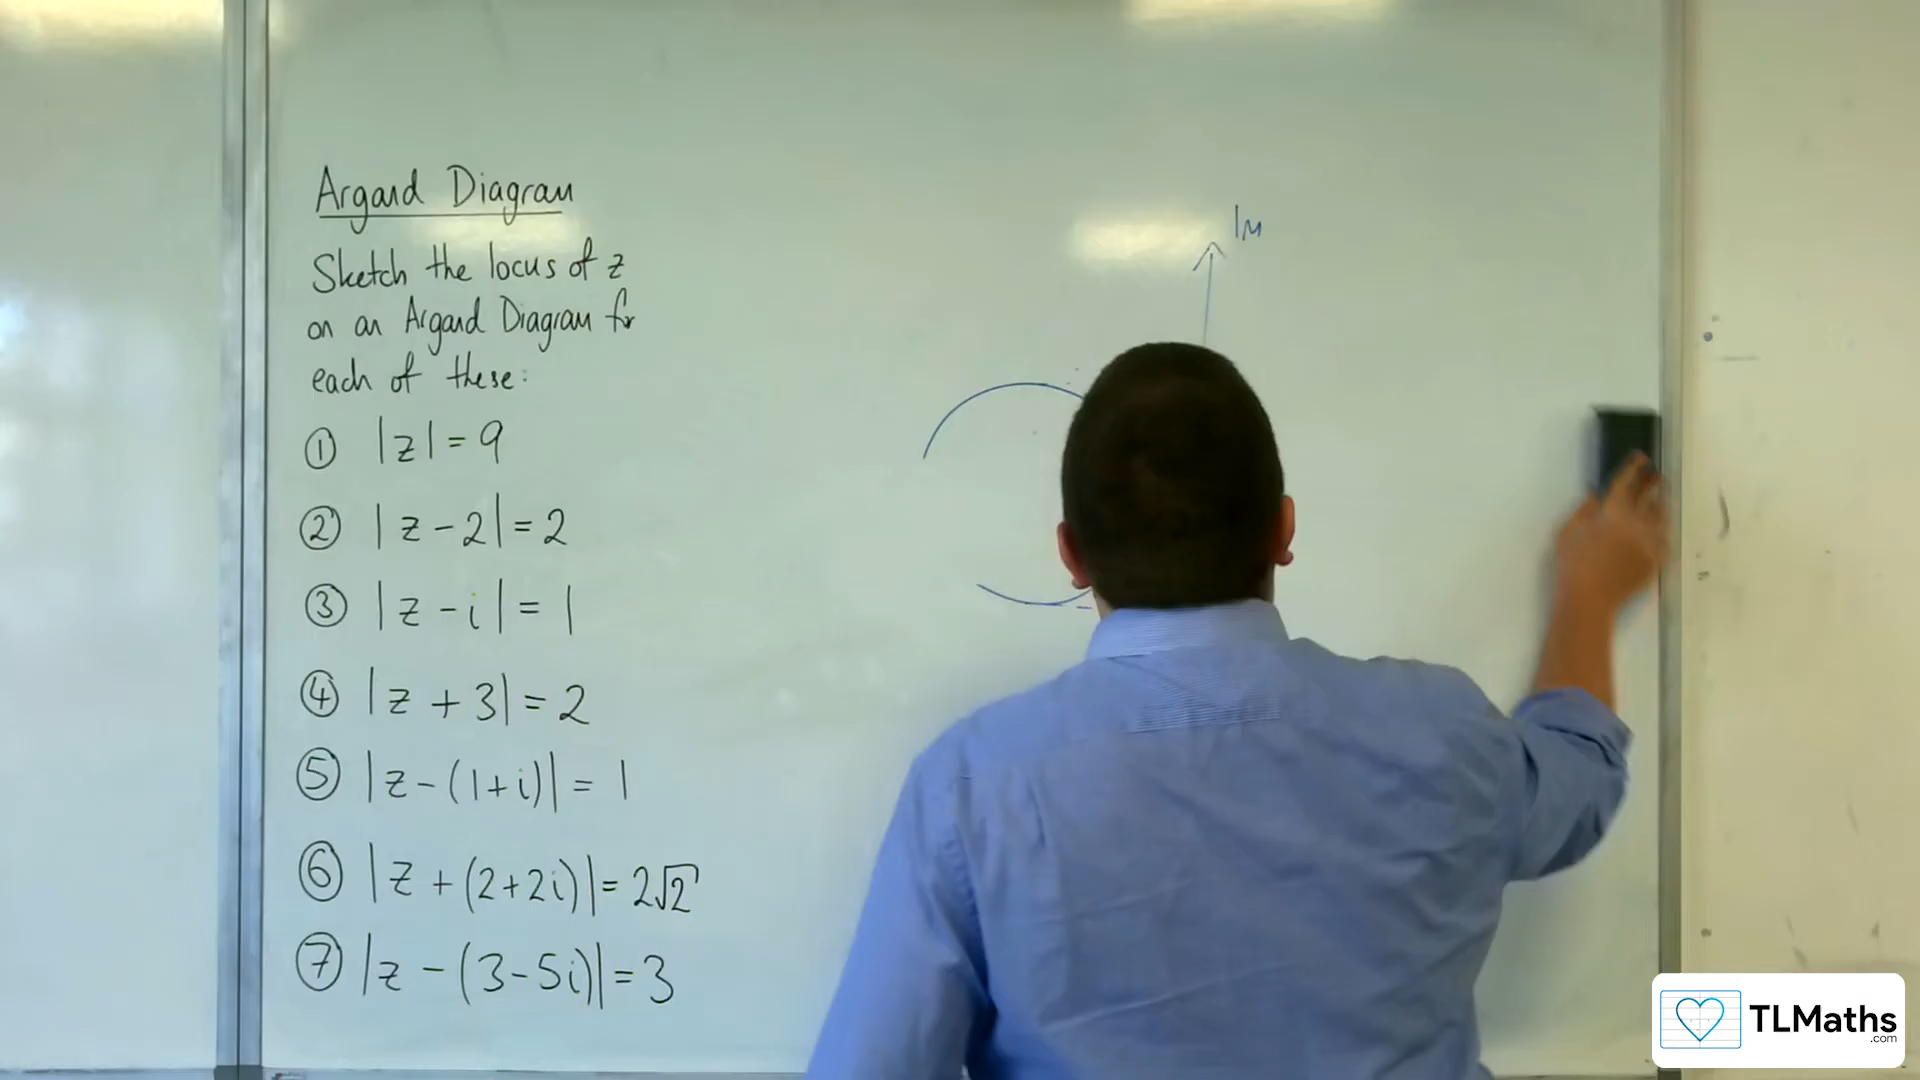 Argand Diagram
Sketch the locus of z
on an Argand Diagram for
each of these:
① |z| = 9
② |z - 2| = 2
③ |z - i| = 1
④ |z + 3| = 2
⑤ |z - (1+i)| = 1
⑥ |z + (2+2i)| = 2√2
⑦ |z - (3-5i)| = 3
Im
TLMaths
.com